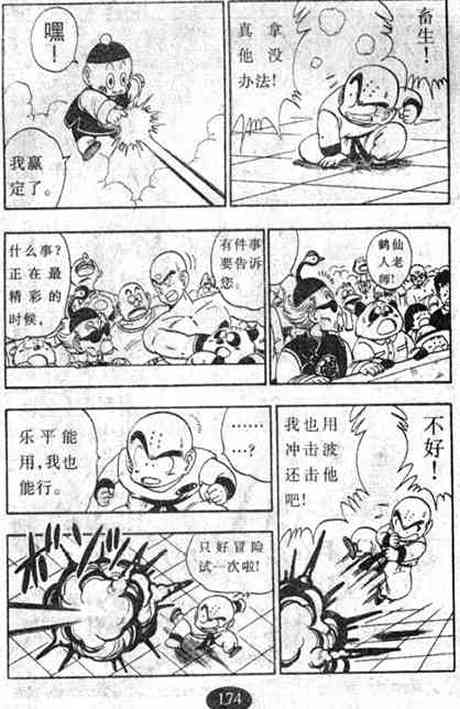 畜
生
！
真拿
他没
办法！
嘿
！
我赢
定了。
鹤仙
人老
师！
有件事
要告诉
您。
什么事？
正在最
精彩的
时候，
不
好
！
我也用
冲击波
还击他
吧！
……
…？
乐平能
用，我也
能行。
只好冒险
试一次啦！
174